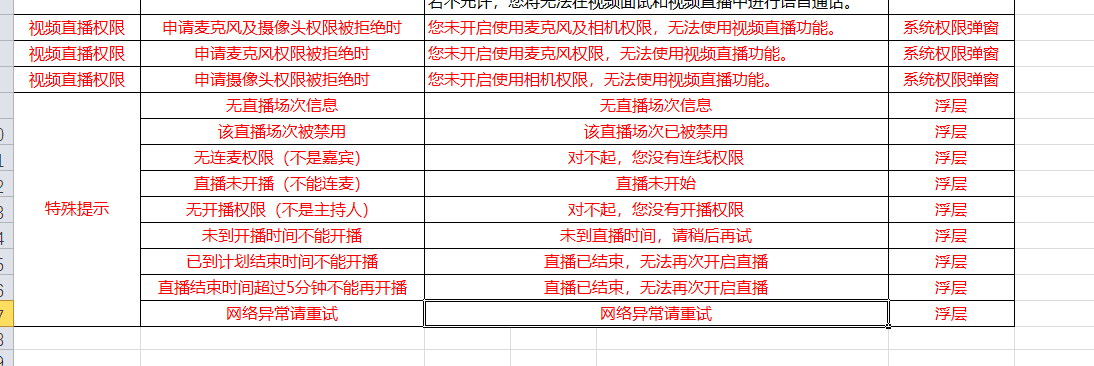 若不允许，您将无法在视频面试和视频直播中进行语音通话。
视频直播权限 申请麦克风及摄像头权限被拒绝时 您未开启使用麦克风及相机权限，无法使用视频直播功能。 系统权限弹窗
视频直播权限 申请麦克风权限被拒绝时 您未开启使用麦克风权限，无法使用视频直播功能。 系统权限弹窗
视频直播权限 申请摄像头权限被拒绝时 您未开启使用相机权限，无法使用视频直播功能。 系统权限弹窗
无直播场次信息 无直播场次信息 浮层
该直播场次被禁用 该直播场次已被禁用 浮层
无连麦权限（不是嘉宾） 对不起，您没有连线权限 浮层
直播未开播（不能连麦） 直播未开始 浮层
特殊提示 无开播权限（不是主持人） 对不起，您没有开播权限 浮层
未到开播时间不能开播 未到直播时间，请稍后再试 浮层
已到计划结束时间不能开播 直播已结束，无法再次开启直播 浮层
直播结束时间超过5分钟不能再开播 直播已结束，无法再次开启直播 浮层
网络异常请重试 网络异常请重试 浮层